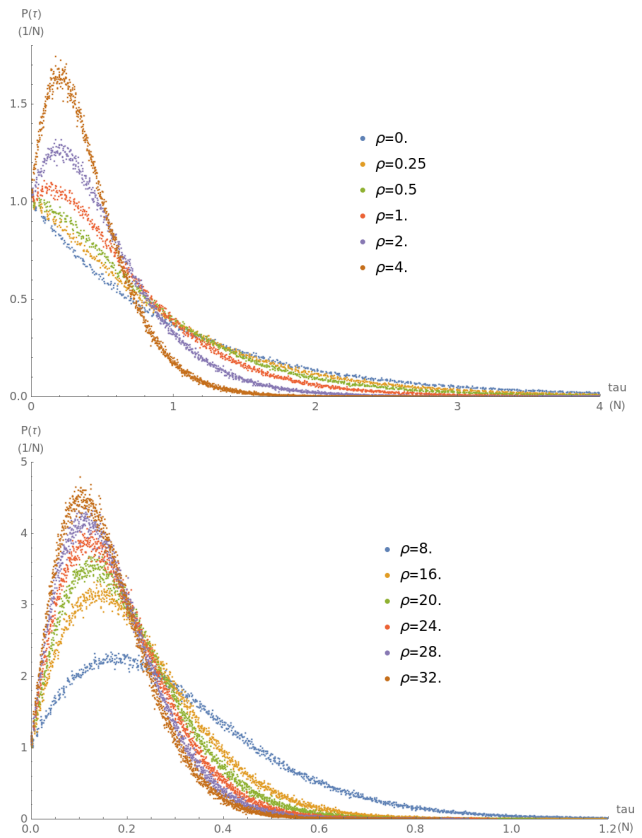 P(τ)
(1/N)
1.5
1.0
0.5
0.0
ρ=0.
ρ=0.25
ρ=0.5
ρ=1.
ρ=2.
ρ=4.
tau
0 1 2 3 4 (N)
P(τ)
(1/N)
5
4
3
2
1
0
ρ=8.
ρ=16.
ρ=20.
ρ=24.
ρ=28.
ρ=32.
tau
0.0 0.2 0.4 0.6 0.8 1.0 1.2 (N)